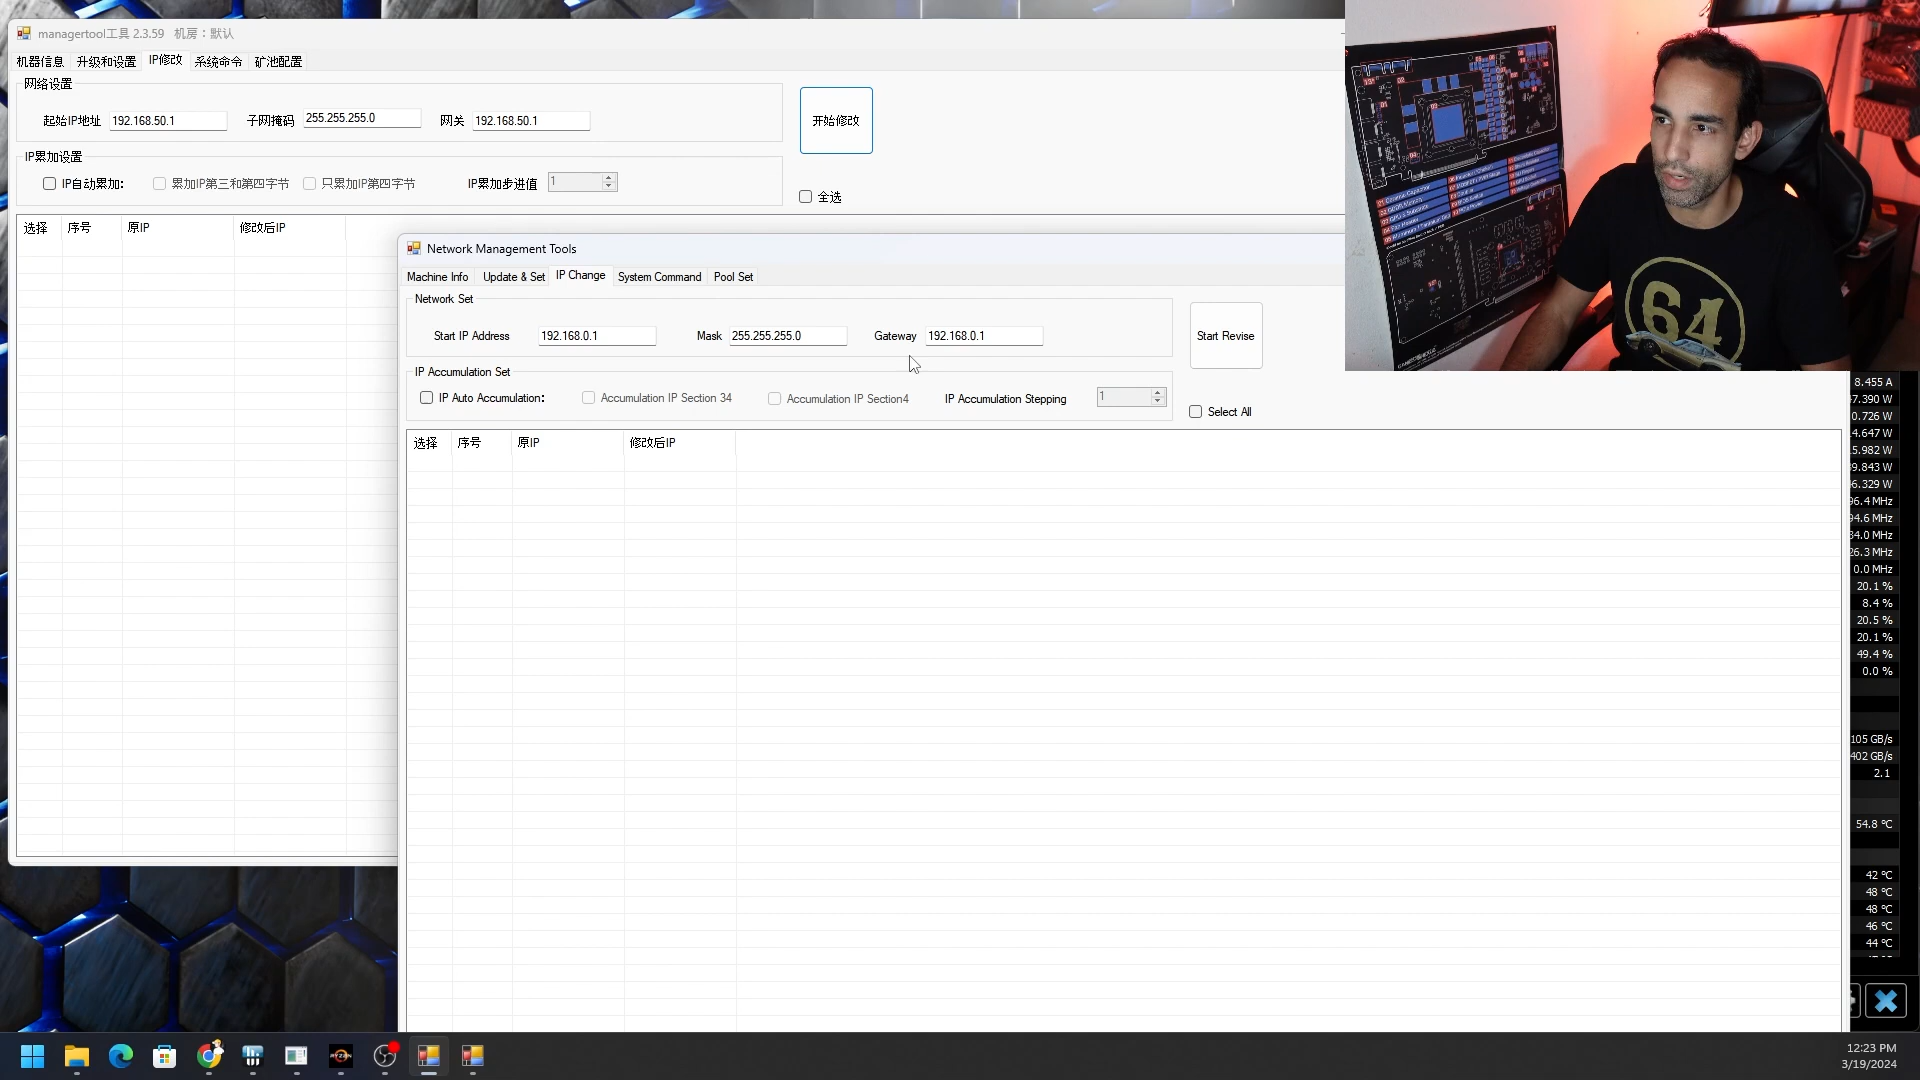 managertool工具 2.3.59 机房：默认
机器信息 升级和设置 IP修改 系统命令 矿池配置
网络设置
起始IP地址 192.168.50.1 子网掩码 255.255.255.0 网关 192.168.50.1
开始修改
IP累加设置
IP自动累加: 累加IP第三和第四字节 只累加IP第四字节 IP累加步进值 1
全选
选择 序号 原IP 修改后IP
Network Management Tools
Machine Info Update & Set IP Change System Command Pool Set
Network Set
Start IP Address 192.168.0.1 Mask 255.255.255.0 Gateway 192.168.0.1
Start Revise
IP Accumulation Set
IP Auto Accumulation: Accumulation IP Section 34 Accumulation IP Section4 IP Accumulation Stepping 1
Select All
选择 序号 原IP 修改后IP
64
8.455 A
7.390 W
0.726 W
4.647 W
5.982 W
9.843 W
6.329 W
96.4 MHz
94.6 MHz
34.0 MHz
26.3 MHz
0.0 MHz
20.1 %
8.4 %
20.5 %
20.1 %
49.4 %
0.0 %
105 GB/s
402 GB/s
2.1
54.8 °C
42 °C
48 °C
48 °C
46 °C
44 °C
RYZEN
12:23 PM
3/19/2024